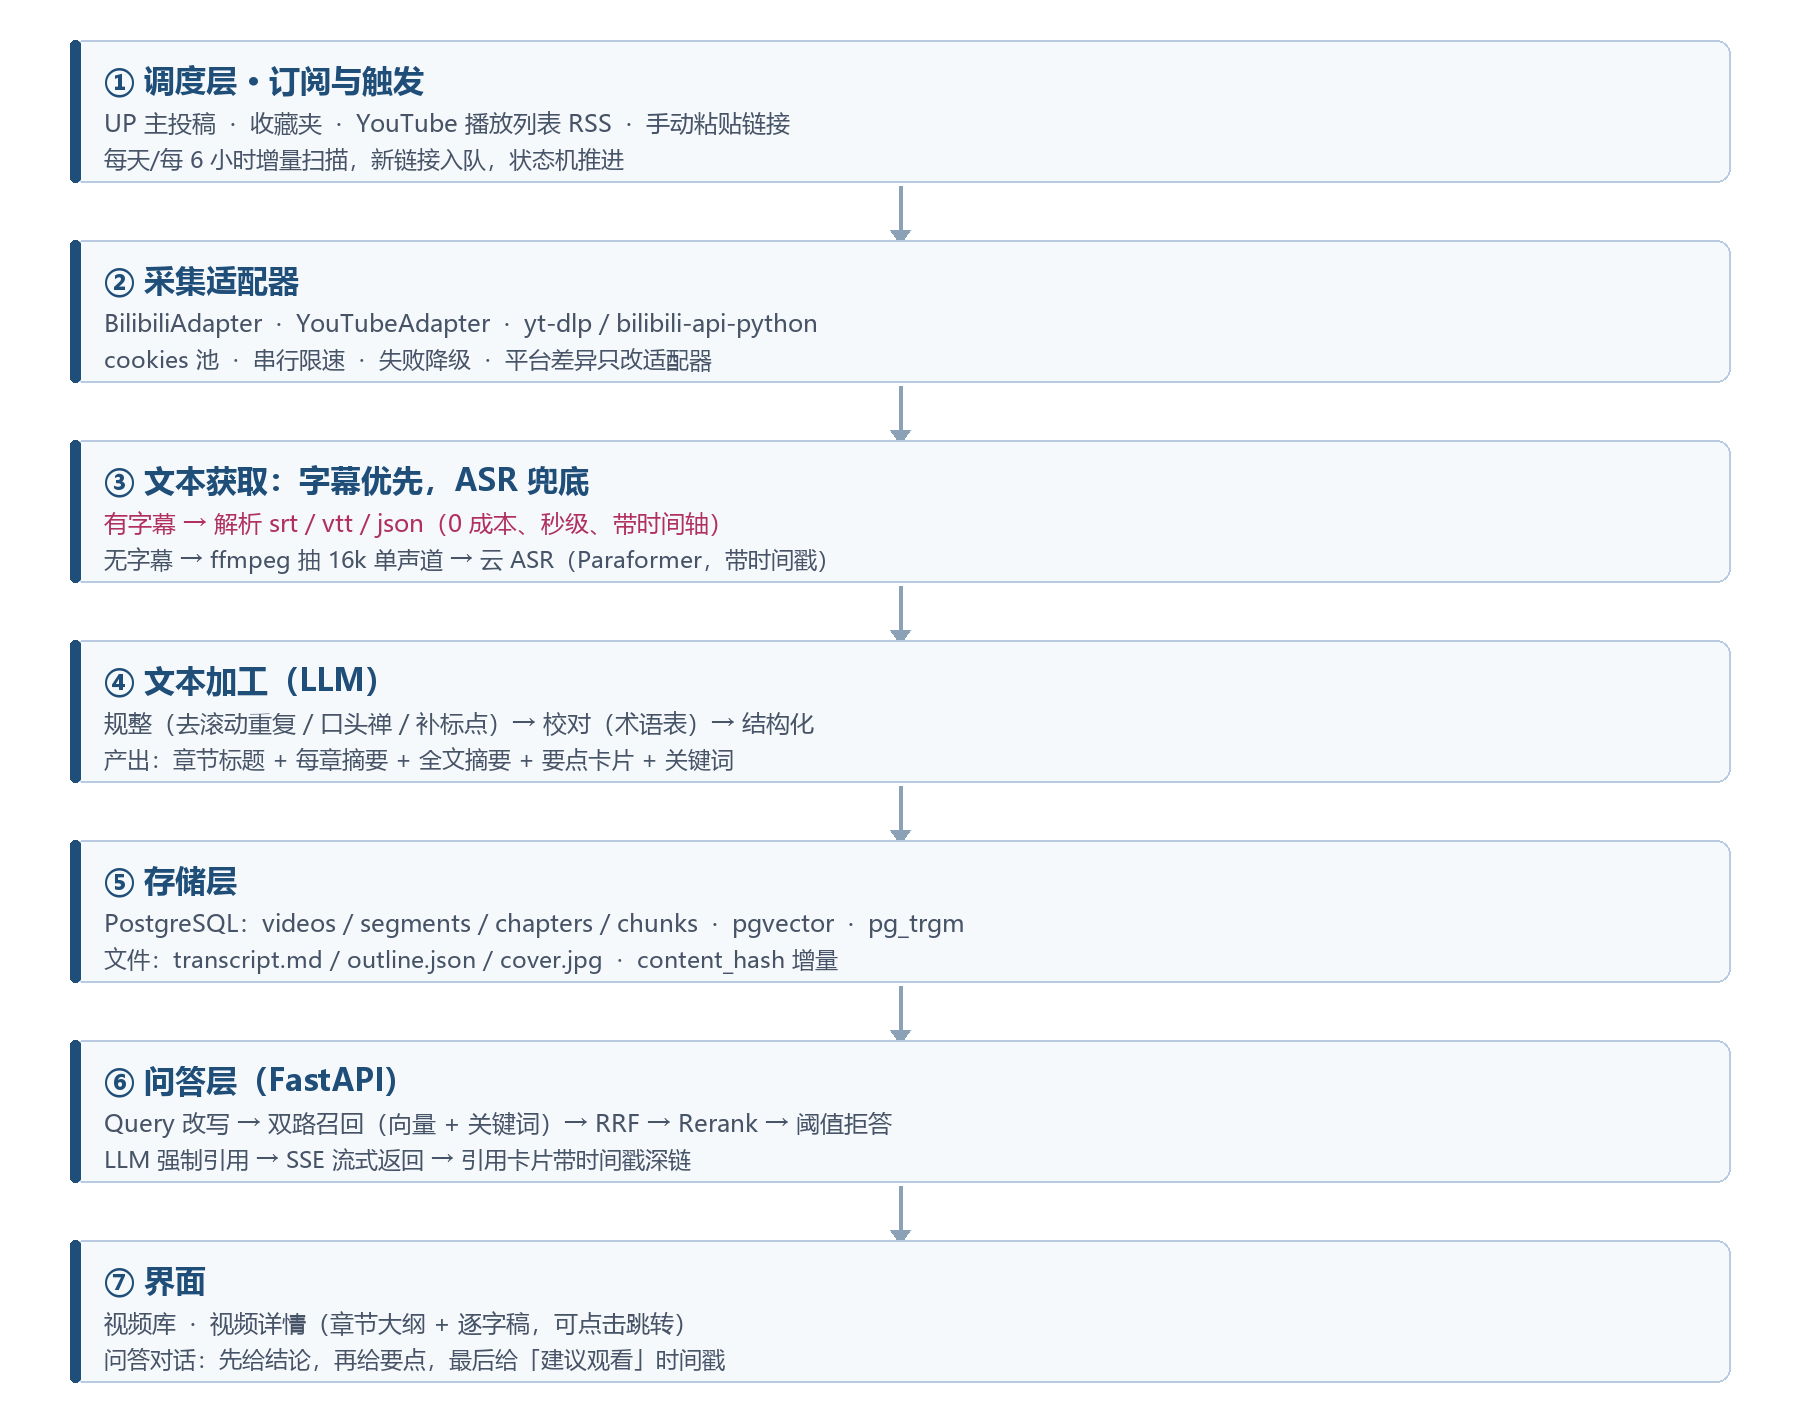 ① 调度层 · 订阅与触发
UP 主投稿 · 收藏夹 · YouTube 播放列表 RSS · 手动粘贴链接
每天/每 6 小时增量扫描，新链接入队，状态机推进
② 采集适配器
BilibiliAdapter · YouTubeAdapter · yt-dlp / bilibili-api-python
cookies 池 · 串行限速 · 失败降级 · 平台差异只改适配器
③ 文本获取：字幕优先，ASR 兜底
有字幕 → 解析 srt / vtt / json（0 成本、秒级、带时间轴）
无字幕 → ffmpeg 抽 16k 单声道 → 云 ASR（Paraformer，带时间戳）
④ 文本加工（LLM）
规整（去滚动重复 / 口头禅 / 补标点）→ 校对（术语表）→ 结构化
产出：章节标题 + 每章摘要 + 全文摘要 + 要点卡片 + 关键词
⑤ 存储层
PostgreSQL：videos / segments / chapters / chunks · pgvector · pg_trgm
文件：transcript.md / outline.json / cover.jpg · content_hash 增量
⑥ 问答层（FastAPI）
Query 改写 → 双路召回（向量 + 关键词）→ RRF → Rerank → 阈值拒答
LLM 强制引用 → SSE 流式返回 → 引用卡片带时间戳深链
⑦ 界面
视频库 · 视频详情（章节大纲 + 逐字稿，可点击跳转）
问答对话：先给结论，再给要点，最后给「建议观看」时间戳